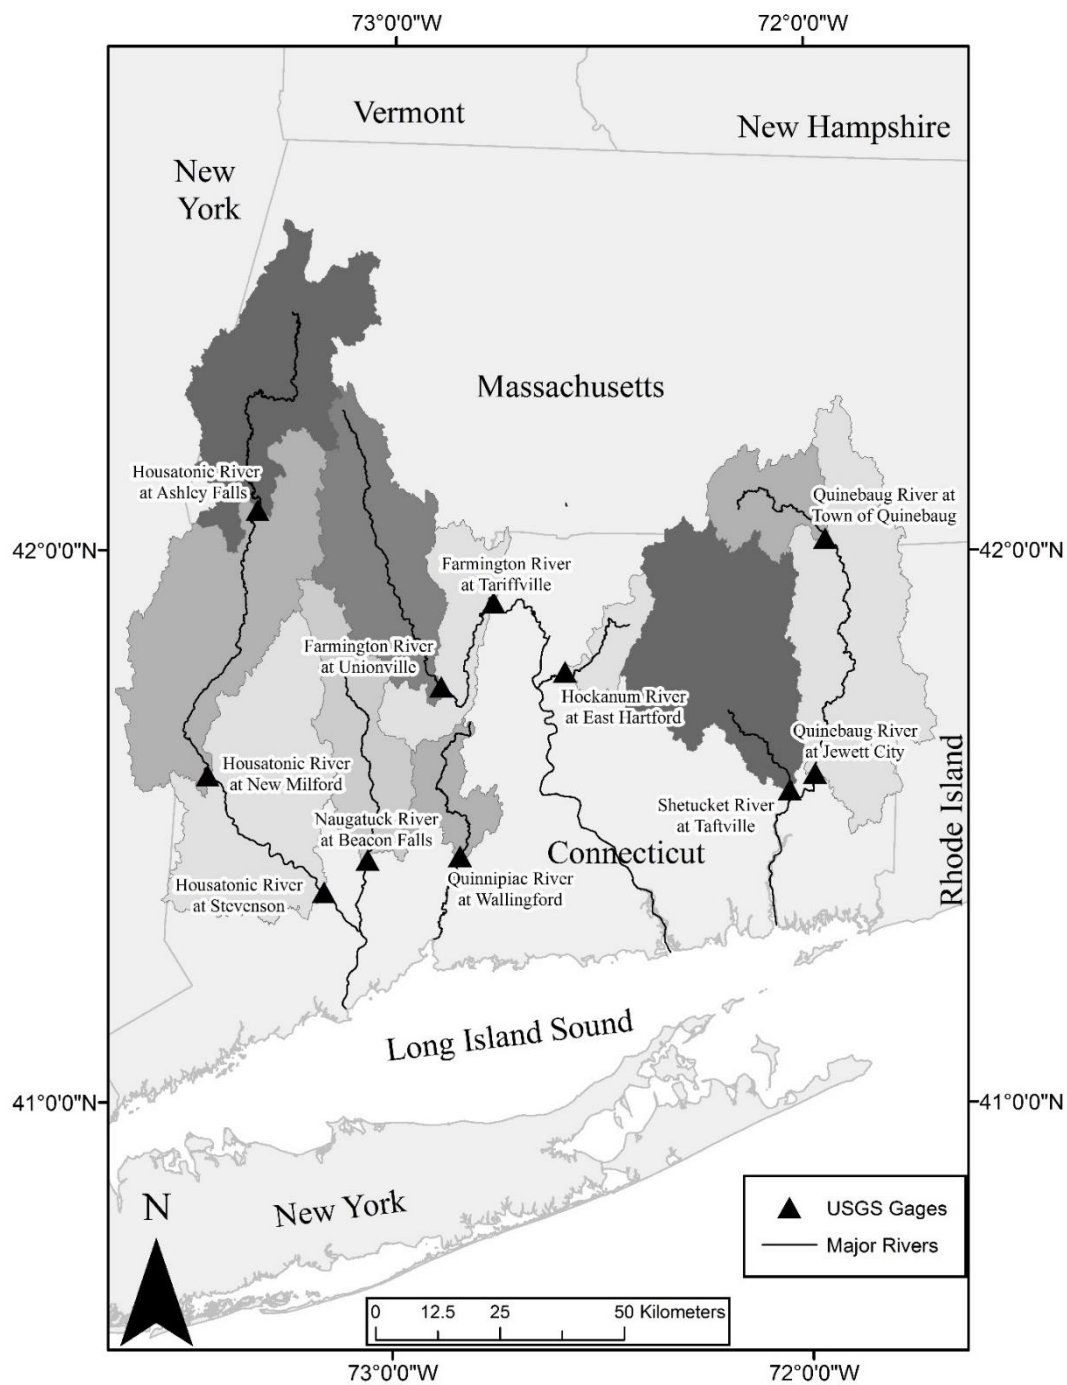 73°0'0"W
72°0'0"W
Vermont
New Hampshire
New
York
Massachusetts
Housatonic River
at Ashley Falls
Quinebaug River at
Town of Quinebaug
42°0'0"N
42°0'0"N
Farmington River
at Tariffville
Farmington River
at Unionville
Hockanum River
at East Hartford
Quinebaug River
at Jewett City
Housatonic River
at New Milford
Shetucket River
at Taftville
Rhode Island
Naugatuck River
at Beacon Falls
Connecticut
Housatonic River
at Stevenson
Quinnipiac River
at Wallingford
Long Island Sound
41°0'0"N
41°0'0"N
New York
N
USGS Gages
Major Rivers
0 12.5 25 50 Kilometers
73°0'0"W
72°0'0"W